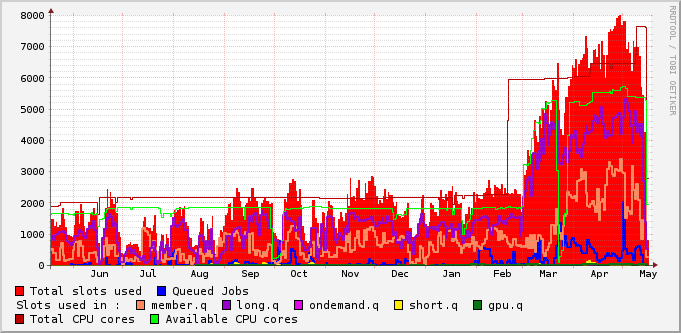 8000
7000
6000
5000
4000
3000
2000
1000
0
Jun Jul Aug Sep Oct Nov Dec Jan Feb Mar Apr May
RRDTOOL / TOBI OETIKER
Total slots used Queued Jobs
Slots used in : member.q long.q ondemand.q short.q gpu.q
Total CPU cores Available CPU cores